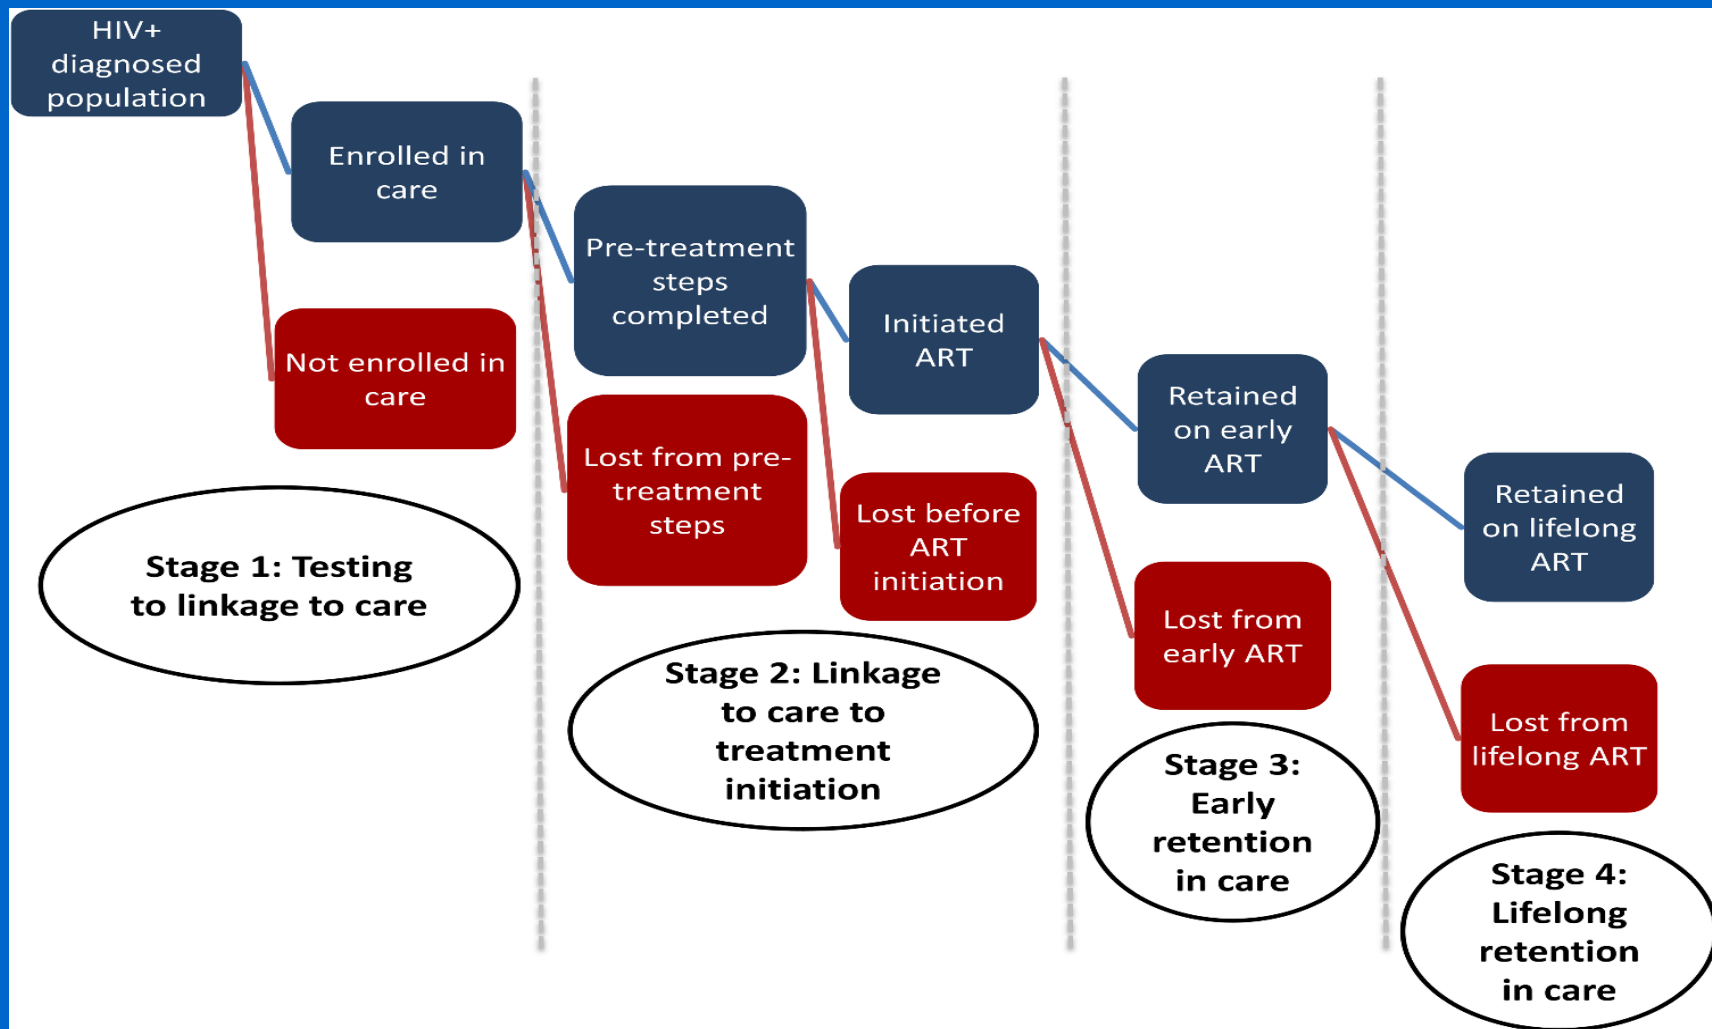 HIV+
diagnosed
population
Enrolled in
care
Not enrolled in
care
Stage 1: Testing
to linkage to care
Pre-treatment
steps
completed
Lost from pre-
treatment
steps
Initiated
ART
Lost before
ART
initiation
Stage 2: Linkage
to care to
treatment
initiation
Retained
on early
ART
Lost from
early ART
Stage 3:
Early
retention
in care
Retained
on lifelong
ART
Lost from
lifelong ART
Stage 4:
Lifelong
retention
in care